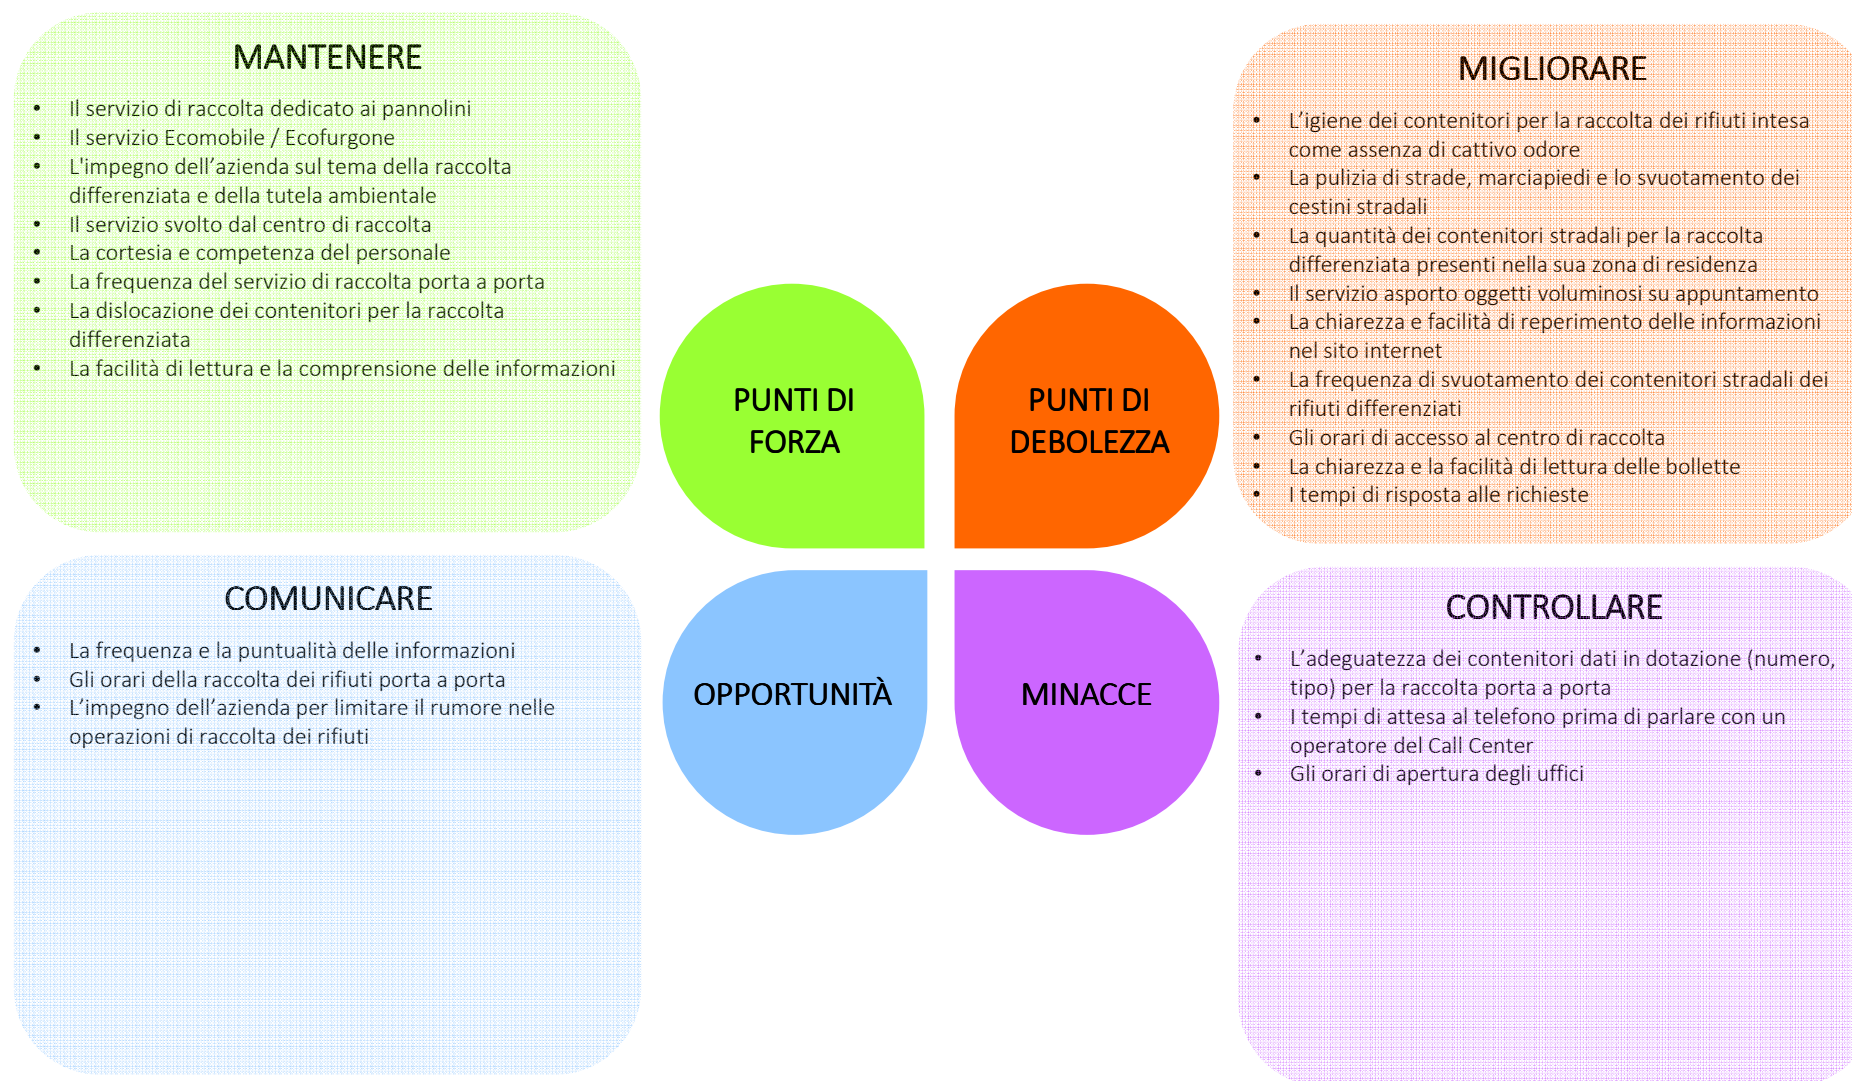 MANTENERE
• Il servizio di raccolta dedicato ai pannolini
• Il servizio Ecomobile / Ecofurgone
• L'impegno dell’azienda sul tema della raccolta
differenziata e della tutela ambientale
• Il servizio svolto dal centro di raccolta
• La cortesia e competenza del personale
• La frequenza del servizio di raccolta porta a porta
• La dislocazione dei contenitori per la raccolta
differenziata
• La facilità di lettura e la comprensione delle informazioni
MIGLIORARE
• L’igiene dei contenitori per la raccolta dei rifiuti intesa
come assenza di cattivo odore
• La pulizia di strade, marciapiedi e lo svuotamento dei
cestini stradali
• La quantità dei contenitori stradali per la raccolta
differenziata presenti nella sua zona di residenza
• Il servizio asporto oggetti voluminosi su appuntamento
• La chiarezza e facilità di reperimento delle informazioni
nel sito internet
• La frequenza di svuotamento dei contenitori stradali dei
rifiuti differenziati
• Gli orari di accesso al centro di raccolta
• La chiarezza e la facilità di lettura delle bollette
• I tempi di risposta alle richieste
PUNTI DI
FORZA
PUNTI DI
DEBOLEZZA
OPPORTUNITÀ
MINACCE
COMUNICARE
• La frequenza e la puntualità delle informazioni
• Gli orari della raccolta dei rifiuti porta a porta
• L’impegno dell’azienda per limitare il rumore nelle
operazioni di raccolta dei rifiuti
CONTROLLARE
• L’adeguatezza dei contenitori dati in dotazione (numero,
tipo) per la raccolta porta a porta
• I tempi di attesa al telefono prima di parlare con un
operatore del Call Center
• Gli orari di apertura degli uffici